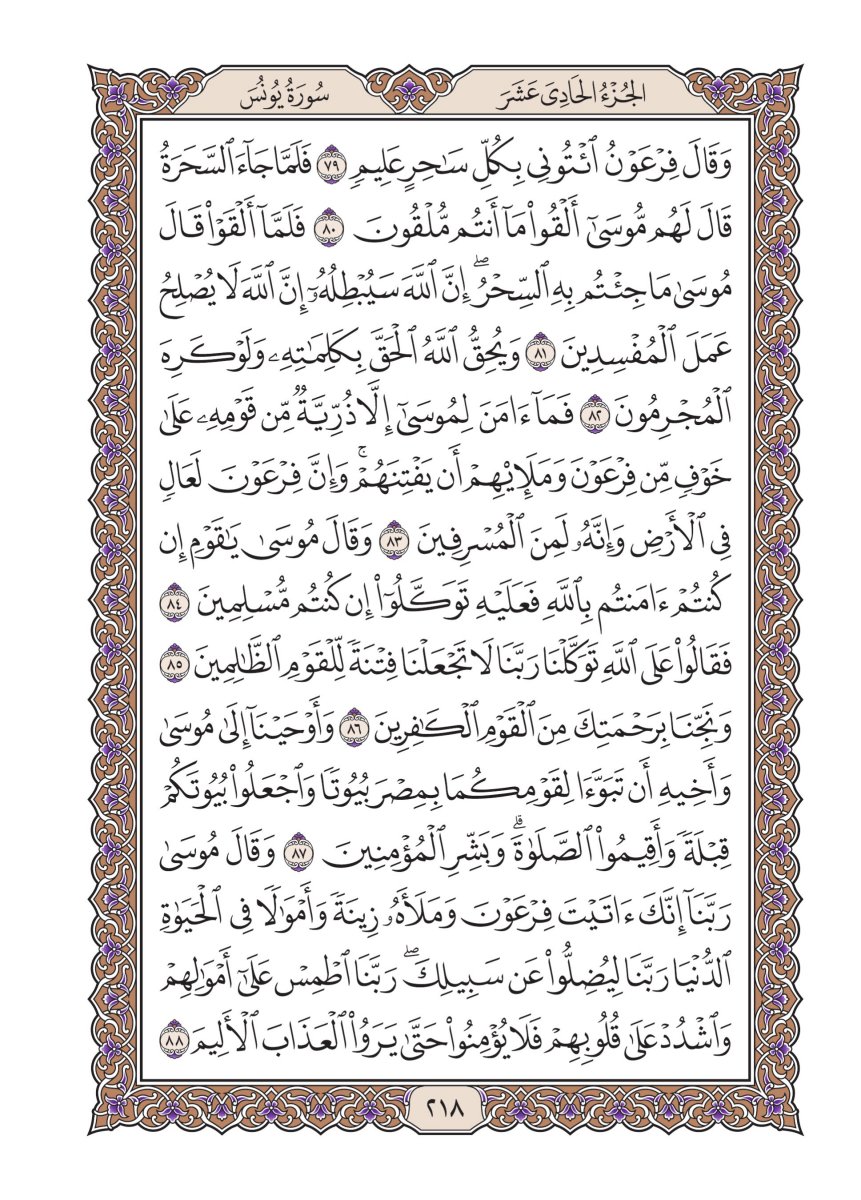 الجُزْءُ الحَادِىَ عَشَرَ
سُورَةُ يُونُسَ
وَقَالَ فِرْعَوْنُ ٱئْتُونِى بِكُلِّ سَٰحِرٍ عَلِيمٍ ٧٩ فَلَمَّا جَآءَ ٱلسَّحَرَةُ
قَالَ لَهُم مُّوسَىٰٓ أَلْقُوا۟ مَآ أَنتُم مُّلْقُونَ ٨٠ فَلَمَّآ أَلْقَوْا۟ قَالَ
مُوسَىٰ مَا جِئْتُم بِهِ ٱلسِّحْرُ ۖ إِنَّ ٱللَّهَ سَيُبْطِلُهُۥٓ إِنَّ ٱللَّهَ لَا يُصْلِحُ
عَمَلَ ٱلْمُفْسِدِينَ ٨١ وَيُحِقُّ ٱللَّهُ ٱلْحَقَّ بِكَلِمَٰتِهِۦ وَلَوْ كَرِهَ
ٱلْمُجْرِمُونَ ٨٢ فَمَآ ءَامَنَ لِمُوسَىٰٓ إِلَّا ذُرِّيَّةٌ مِّن قَوْمِهِۦ عَلَىٰ
خَوْفٍ مِّن فِرْعَوْنَ وَمَلَإِيْهِمْ أَن يَفْتِنَهُمْ ۚ وَإِنَّ فِرْعَوْنَ لَعَالٍ
فِى ٱلْأَرْضِ وَإِنَّهُۥ لَمِنَ ٱلْمُسْرِفِينَ ٨٣ وَقَالَ مُوسَىٰ يَٰقَوْمِ إِن
كُنتُمْ ءَامَنتُم بِٱللَّهِ فَعَلَيْهِ تَوَكَّلُوٓا۟ إِن كُنتُم مُّسْلِمِينَ ٨٤
فَقَالُوا۟ عَلَى ٱللَّهِ تَوَكَّلْنَا رَبَّنَا لَا تَجْعَلْنَا فِتْنَةً لِّلْقَوْمِ ٱلظَّٰلِمِينَ ٨٥
وَنَجِّنَا بِرَحْمَتِكَ مِنَ ٱلْقَوْمِ ٱلْكَٰفِرِينَ ٨٦ وَأَوْحَيْنَآ إِلَىٰ مُوسَىٰ
وَأَخِيهِ أَن تَبَوَّءَا لِقَوْمِكُمَا بِمِصْرَ بُيُوتًا وَٱجْعَلُوا۟ بُيُوتَكُمْ
قِبْلَةً وَأَقِيمُوا۟ ٱلصَّلَوٰةَ ۗ وَبَشِّرِ ٱلْمُؤْمِنِينَ ٨٧ وَقَالَ مُوسَىٰ
رَبَّنَآ إِنَّكَ ءَاتَيْتَ فِرْعَوْنَ وَمَلَأَهُۥ زِينَةً وَأَمْوَٰلًا فِى ٱلْحَيَوٰةِ
ٱلدُّنْيَا رَبَّنَا لِيُضِلُّوا۟ عَن سَبِيلِكَ ۖ رَبَّنَا ٱطْمِسْ عَلَىٰٓ أَمْوَٰلِهِمْ
وَٱشْدُدْ عَلَىٰ قُلُوبِهِمْ فَلَا يُؤْمِنُوا۟ حَتَّىٰ يَرَوُا۟ ٱلْعَذَابَ ٱلْأَلِيمَ ٨٨
٢١٨